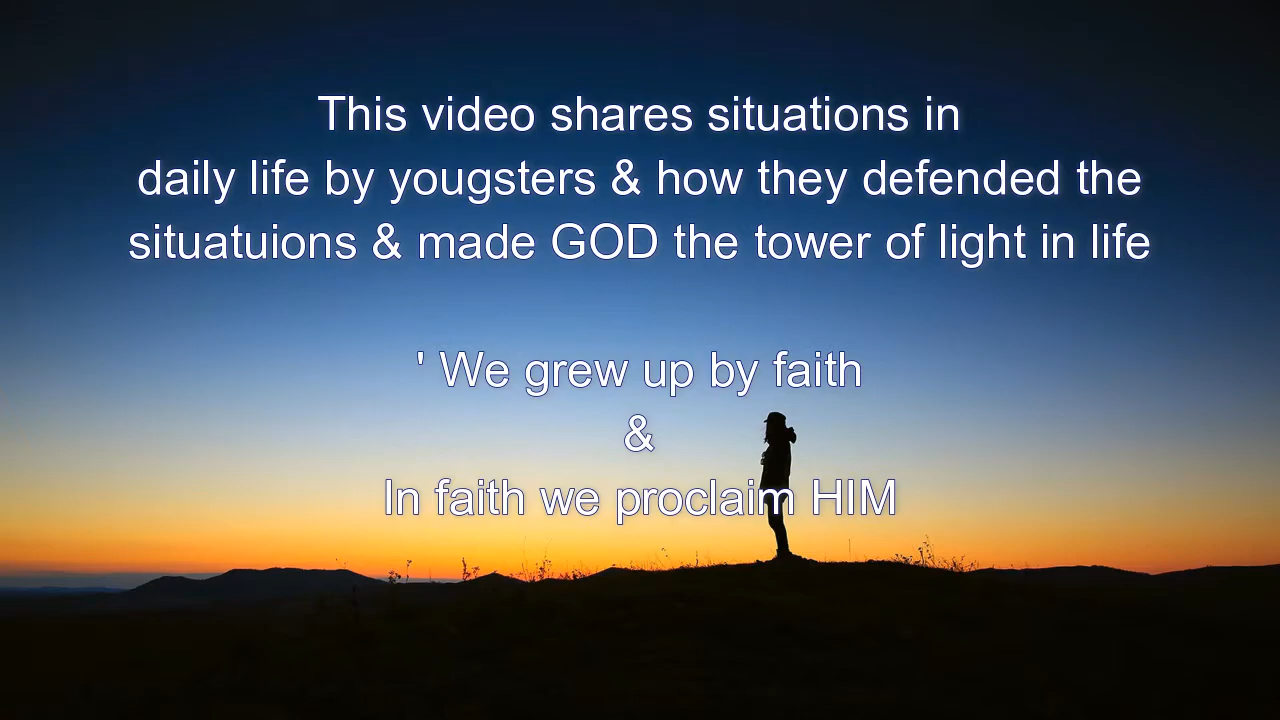 This video shares situations in
daily life by yougsters & how they defended the
situatuions & made GOD the tower of light in life
' We grew up by faith
&
In faith we proclaim HIM